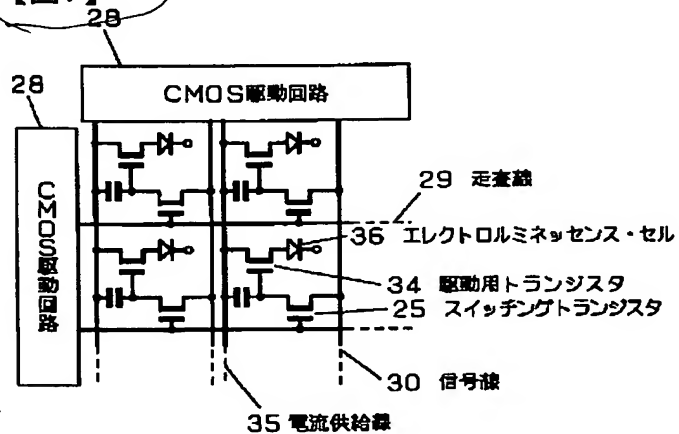 28
CMOS駆動回路
28
CMOS駆動回路
29 走査線
36 エレクトロルミネッセンス・セル
34 駆動用トランジスタ
25 スイッチングトランジスタ
30 信号線
35 電流供給線